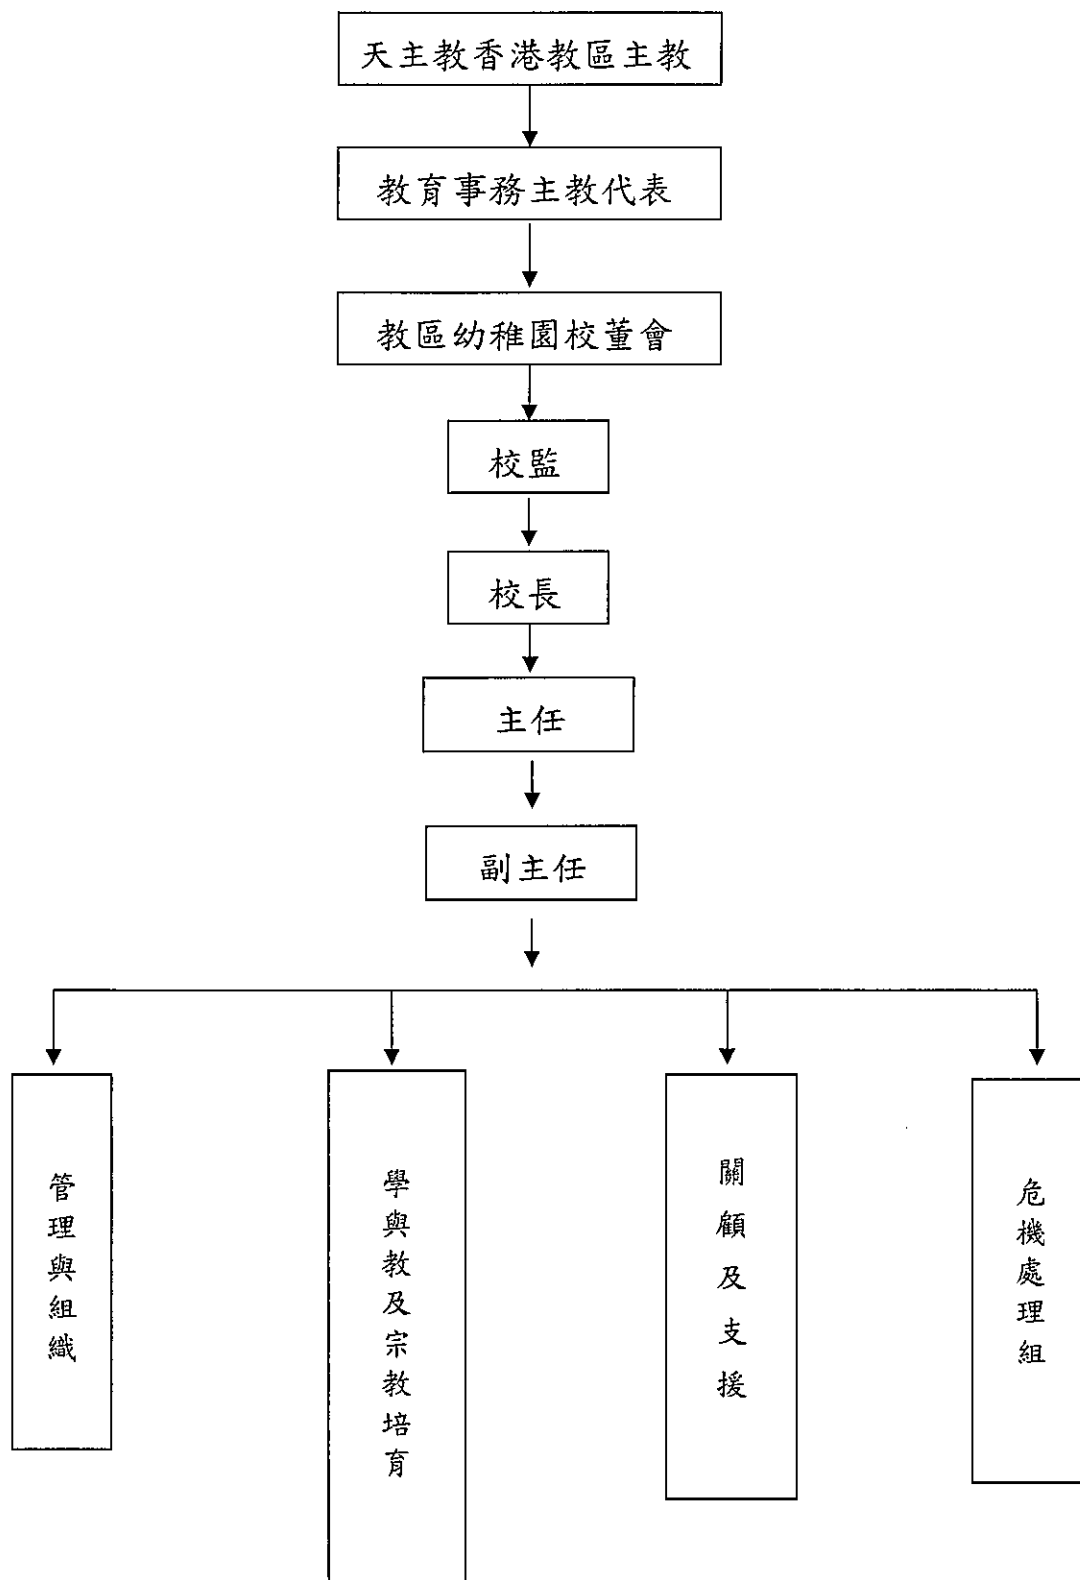 天主教香港教區主教
教育事務主教代表
教區幼稚園校董會
校監
校長
主任
副主任
管理與組織
學與教及宗教培育
關顧及支援
危機處理組